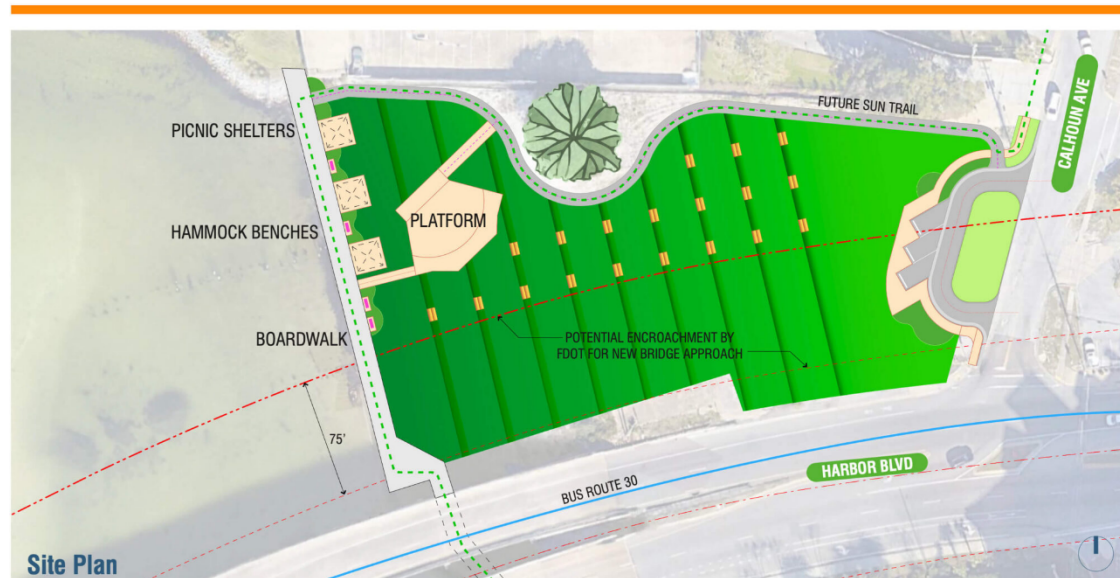 FUTURE SUN TRAIL
CALHOUN AVE
PICNIC SHELTERS
PLATFORM
HAMMOCK BENCHES
BOARDWALK
POTENTIAL ENCROACHMENT BY
FDOT FOR NEW BRIDGE APPROACH
75'
HARBOR BLVD
BUS ROUTE 30
Site Plan